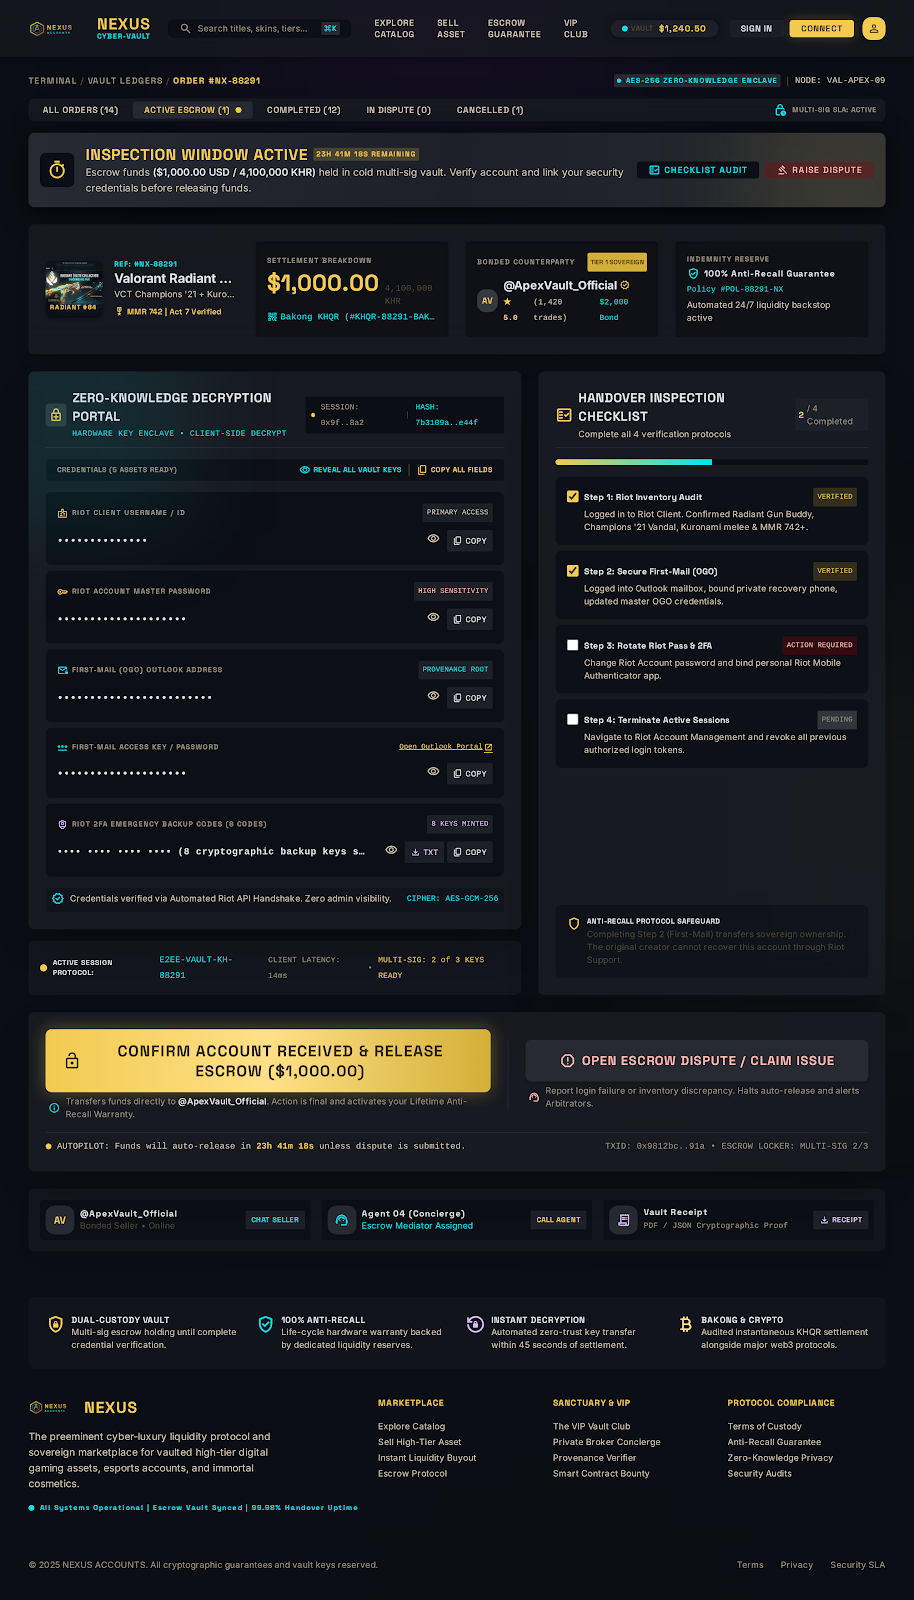 NEXUS
ACCOUNTS
NEXUS
CYBER-VAULT
Search titles, skins, tiers...
⌘K
EXPLORE CATALOG
SELL ASSET
ESCROW GUARANTEE
VIP CLUB
VAULT $1,240.50
SIGN IN
CONNECT
TERMINAL / VAULT LEDGERS / ORDER #NX-88291
AES-256 ZERO-KNOWLEDGE ENCLAVE | NODE: VAL-APEX-09
ALL ORDERS (14)
ACTIVE ESCROW (1)
COMPLETED (12)
IN DISPUTE (0)
CANCELLED (1)
MULTI-SIG SLA: ACTIVE
INSPECTION WINDOW ACTIVE 23H 41M 18S REMAINING
Escrow funds ($1,000.00 USD / 4,100,000 KHR) held in cold multi-sig vault. Verify account and link your security
credentials before releasing funds.
CHECKLIST AUDIT
RAISE DISPUTE
RADIANT #84
REF: #NX-88291
Valorant Radiant ...
VCT Champions '21 + Kuro...
MMR 742 | Act 7 Verified
SETTLEMENT BREAKDOWN
$1,000.00 4,100,000
KHR
Bakong KHQR (#KHQR-88291-BAK...
BONDED COUNTERPARTY
TIER 1 SOVEREIGN
AV
@ApexVault_Official
★ 5.0
(1,420 trades)
$2,000 Bond
INDEMNITY RESERVE
100% Anti-Recall Guarantee
Policy #POL-88291-NX
Automated 24/7 liquidity backstop
active
ZERO-KNOWLEDGE DECRYPTION
PORTAL
HARDWARE KEY ENCLAVE • CLIENT-SIDE DECRYPT
SESSION:
0x9f..8a2
HASH:
7b3189a..e44f
CREDENTIALS (5 ASSETS READY)
REVEAL ALL VAULT KEYS
COPY ALL FIELDS
RIOT CLIENT USERNAME / ID
PRIMARY ACCESS
••••••••••••••
COPY
RIOT ACCOUNT MASTER PASSWORD
HIGH SENSITIVITY
••••••••••••••••••••
COPY
FIRST-MAIL (OGO) OUTLOOK ADDRESS
PROVENANCE ROOT
••••••••••••••••••••••••
COPY
FIRST-MAIL ACCESS KEY / PASSWORD
Open Outlook Portal
••••••••••••••••••••
COPY
RIOT 2FA EMERGENCY BACKUP CODES (8 CODES)
8 KEYS MINTED
•••• •••• •••• •••• (8 cryptographic backup keys s…
TXT
COPY
Credentials verified via Automated Riot API Handshake. Zero admin visibility.
CIPHER: AES-GCM-256
ACTIVE SESSION
PROTOCOL:
E2EE-VAULT-KH-
88291
CLIENT LATENCY:
14ms
•
MULTI-SIG: 2 of 3 KEYS
READY
HANDOVER INSPECTION
CHECKLIST
Complete all 4 verification protocols
2 / 4
Completed
Step 1: Riot Inventory Audit
VERIFIED
Logged in to Riot Client. Confirmed Radiant Gun Buddy,
Champions '21 Vandal, Kuronami melee & MMR 742+.
Step 2: Secure First-Mail (OGO)
VERIFIED
Logged into Outlook mailbox, bound private recovery phone,
updated master OGO credentials.
Step 3: Rotate Riot Pass & 2FA
ACTION REQUIRED
Change Riot Account password and bind personal Riot Mobile
Authenticator app.
Step 4: Terminate Active Sessions
PENDING
Navigate to Riot Account Management and revoke all previous
authorized login tokens.
ANTI-RECALL PROTOCOL SAFEGUARD
Completing Step 2 (First-Mail) transfers sovereign ownership.
The original creator cannot recover this account through Riot
Support.
CONFIRM ACCOUNT RECEIVED & RELEASE
ESCROW ($1,000.00)
Transfers funds directly to @ApexVault_Official. Action is final and activates your Lifetime Anti-
Recall Warranty.
OPEN ESCROW DISPUTE / CLAIM ISSUE
Report login failure or inventory discrepancy. Halts auto-release and alerts
Arbitrators.
AUTOPILOT: Funds will auto-release in 23h 41m 18s unless dispute is submitted.
TXID: 0x9812bc..91a • ESCROW LOCKER: MULTI-SIG 2/3
AV
@ApexVault_Official
Bonded Seller • Online
CHAT SELLER
Agent 04 (Concierge)
Escrow Mediator Assigned
CALL AGENT
Vault Receipt
PDF / JSON Cryptographic Proof
RECEIPT
DUAL-CUSTODY VAULT
Multi-sig escrow holding until complete
credential verification.
100% ANTI-RECALL
Life-cycle hardware warranty backed
by dedicated liquidity reserves.
INSTANT DECRYPTION
Automated zero-trust key transfer
within 45 seconds of settlement.
BAKONG & CRYPTO
Audited instantaneous KHQR settlement
alongside major web3 protocols.
NEXUS
ACCOUNTS
NEXUS
The preeminent cyber-luxury liquidity protocol and
sovereign marketplace for vaulted high-tier digital
gaming assets, esports accounts, and immortal
cosmetics.
All Systems Operational | Escrow Vault Synced | 99.98% Handover Uptime
MARKETPLACE
Explore Catalog
Sell High-Tier Asset
Instant Liquidity Buyout
Escrow Protocol
SANCTUARY & VIP
The VIP Vault Club
Private Broker Concierge
Provenance Verifier
Smart Contract Bounty
PROTOCOL COMPLIANCE
Terms of Custody
Anti-Recall Guarantee
Zero-Knowledge Privacy
Security Audits
© 2025 NEXUS ACCOUNTS. All cryptographic guarantees and vault keys reserved.
Terms
Privacy
Security SLA